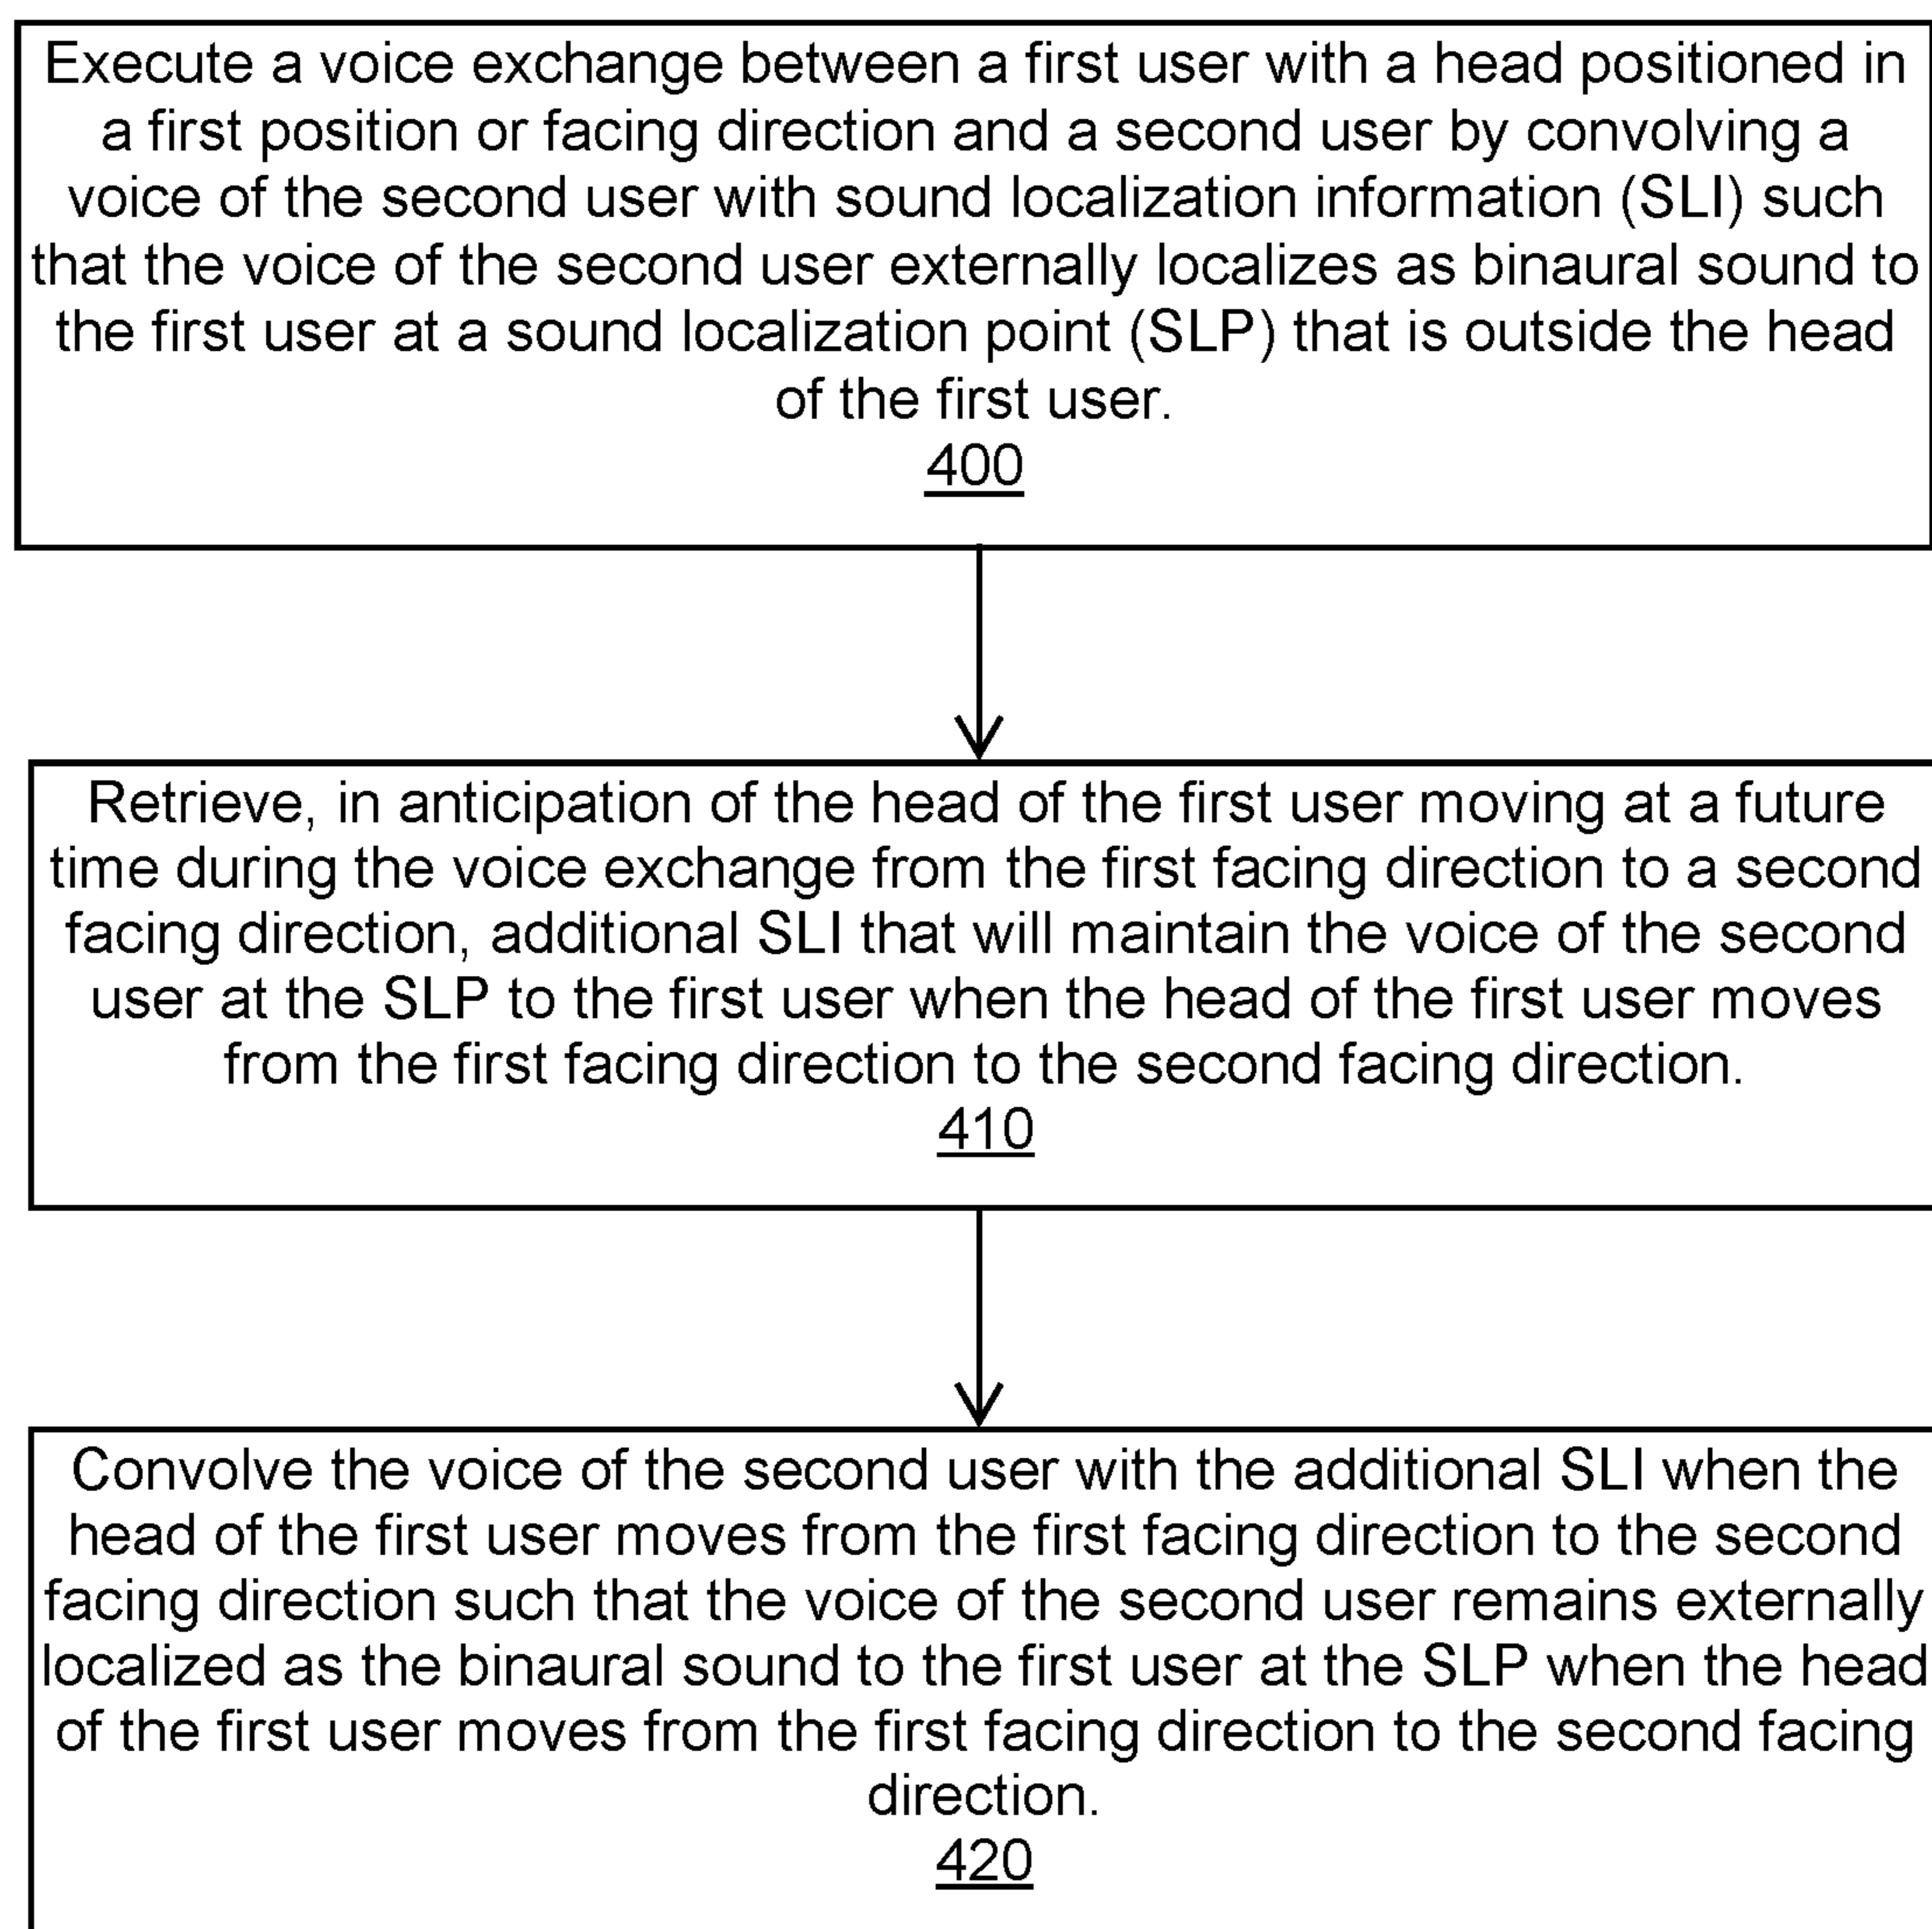 Execute a voice exchange between a first user with a head positioned in
a first position or facing direction and a second user by convolving a
voice of the second user with sound localization information (SLI) such
that the voice of the second user externally localizes as binaural sound to
the first user at a sound localization point (SLP) that is outside the head
of the first user.
400
Retrieve, in anticipation of the head of the first user moving at a future
time during the voice exchange from the first facing direction to a second
facing direction, additional SLI that will maintain the voice of the second
user at the SLP to the first user when the head of the first user moves
from the first facing direction to the second facing direction.
410
Convolve the voice of the second user with the additional SLI when the
head of the first user moves from the first facing direction to the second
facing direction such that the voice of the second user remains externally
localized as the binaural sound to the first user at the SLP when the head
of the first user moves from the first facing direction to the second facing
direction.
420